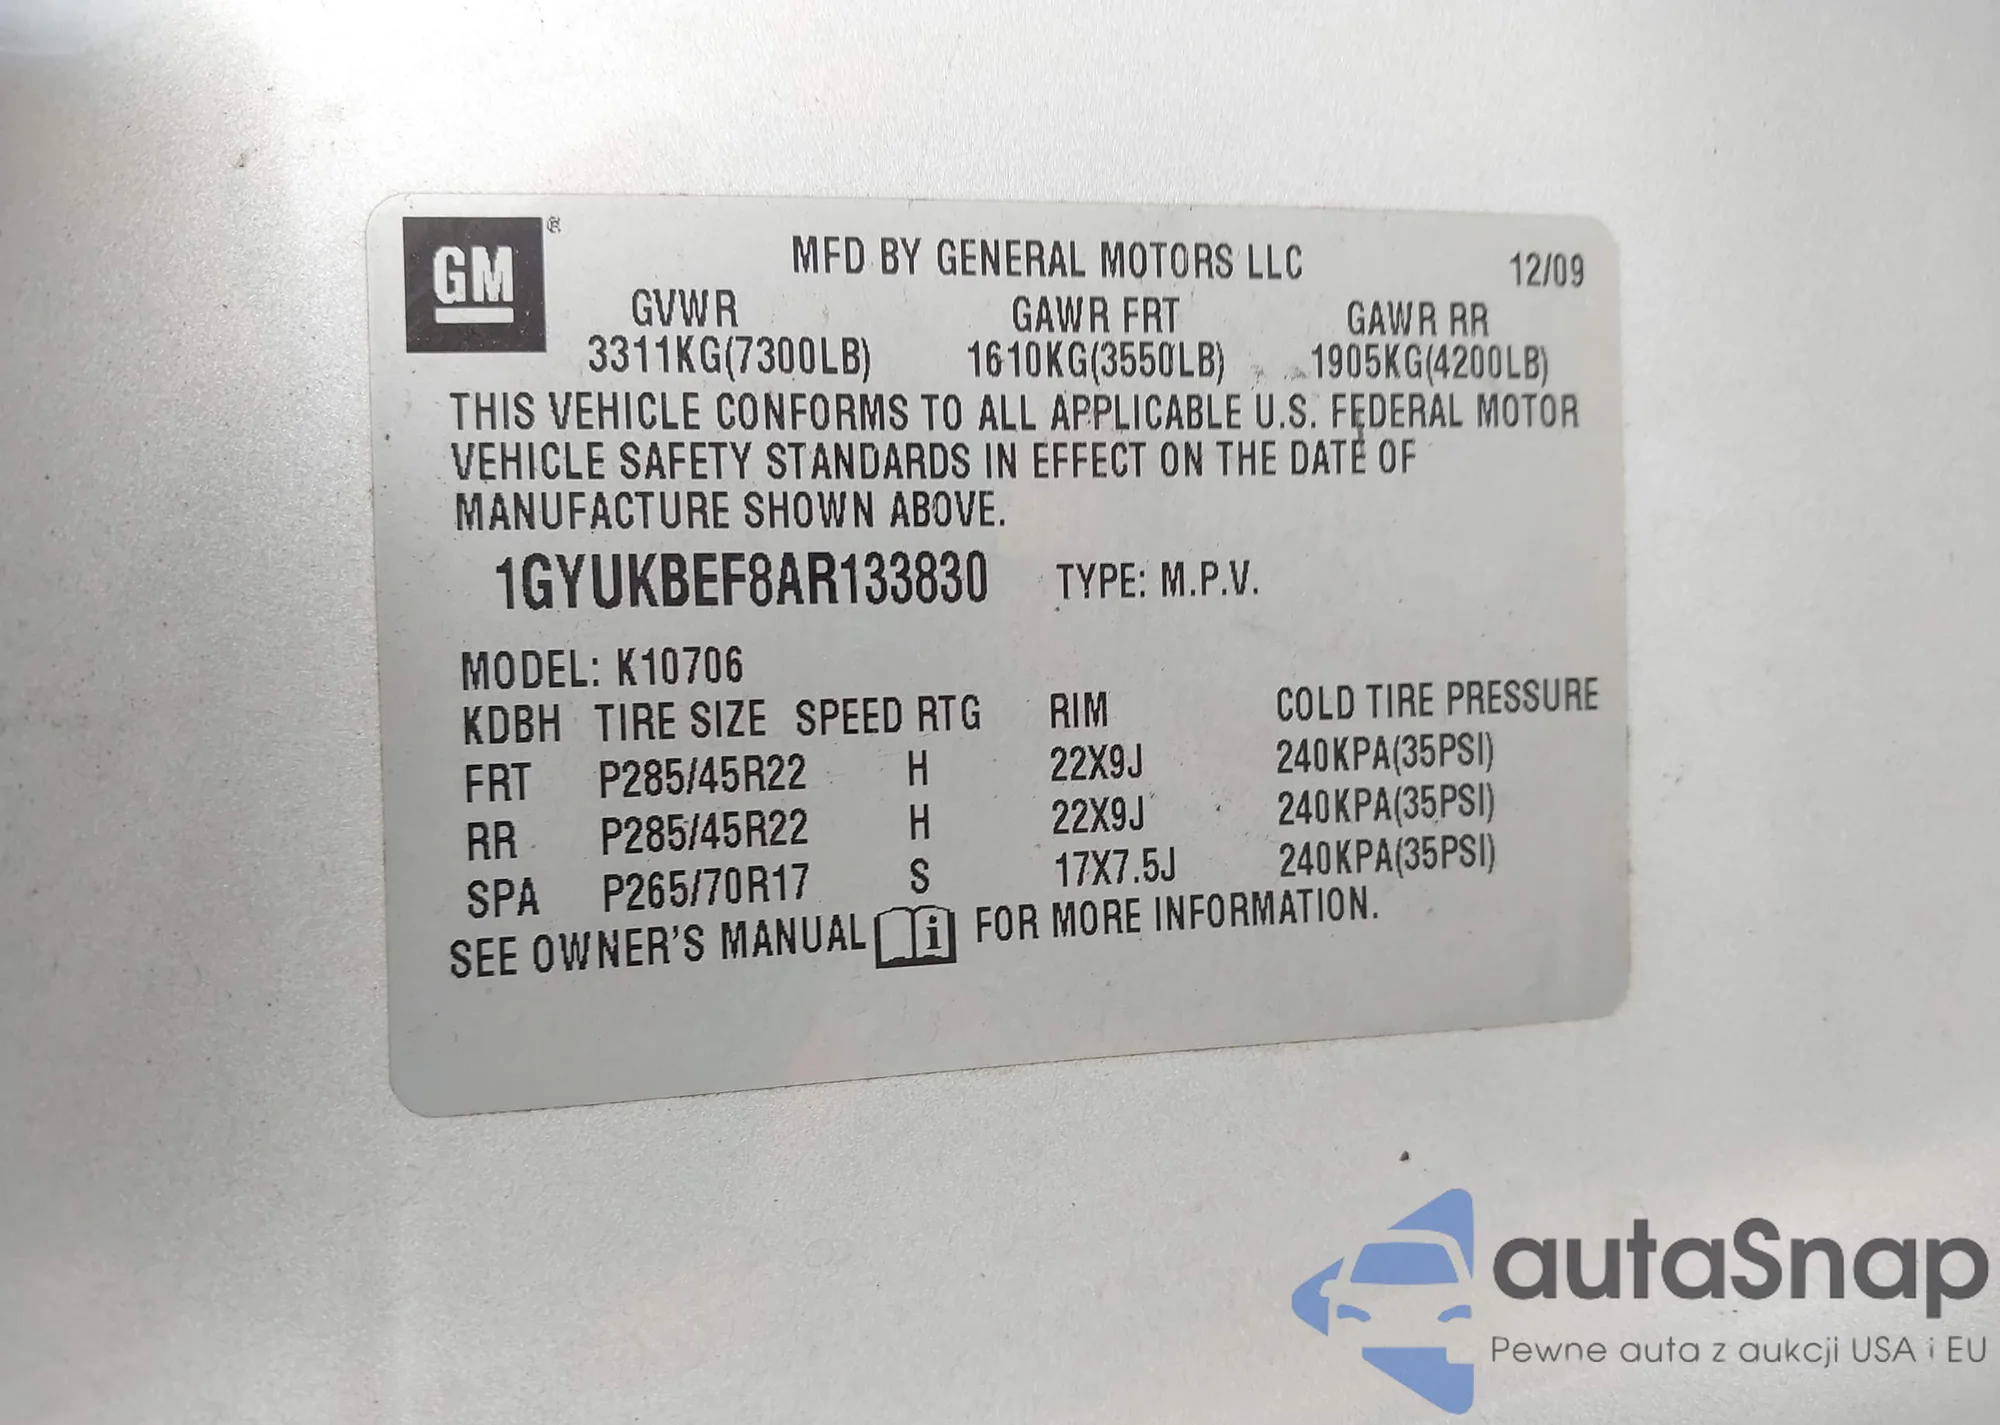 GM ®
MFD BY GENERAL MOTORS LLC 12/09
GVWR GAWR FRT GAWR RR
3311KG(7300LB) 1610KG(3550LB) 1905KG(4200LB)
THIS VEHICLE CONFORMS TO ALL APPLICABLE U.S. FEDERAL MOTOR
VEHICLE SAFETY STANDARDS IN EFFECT ON THE DATE OF
MANUFACTURE SHOWN ABOVE.
1GYUKBEF8AR133830 TYPE: M.P.V.
MODEL: K10706
KDBH TIRE SIZE SPEED RTG RIM COLD TIRE PRESSURE
FRT P285/45R22 H 22X9J 240KPA(35PSI)
RR P285/45R22 H 22X9J 240KPA(35PSI)
SPA P265/70R17 S 17X7.5J 240KPA(35PSI)
SEE OWNER'S MANUAL i FOR MORE INFORMATION.
autaSnap
Pewne auta z aukcji USA i EU